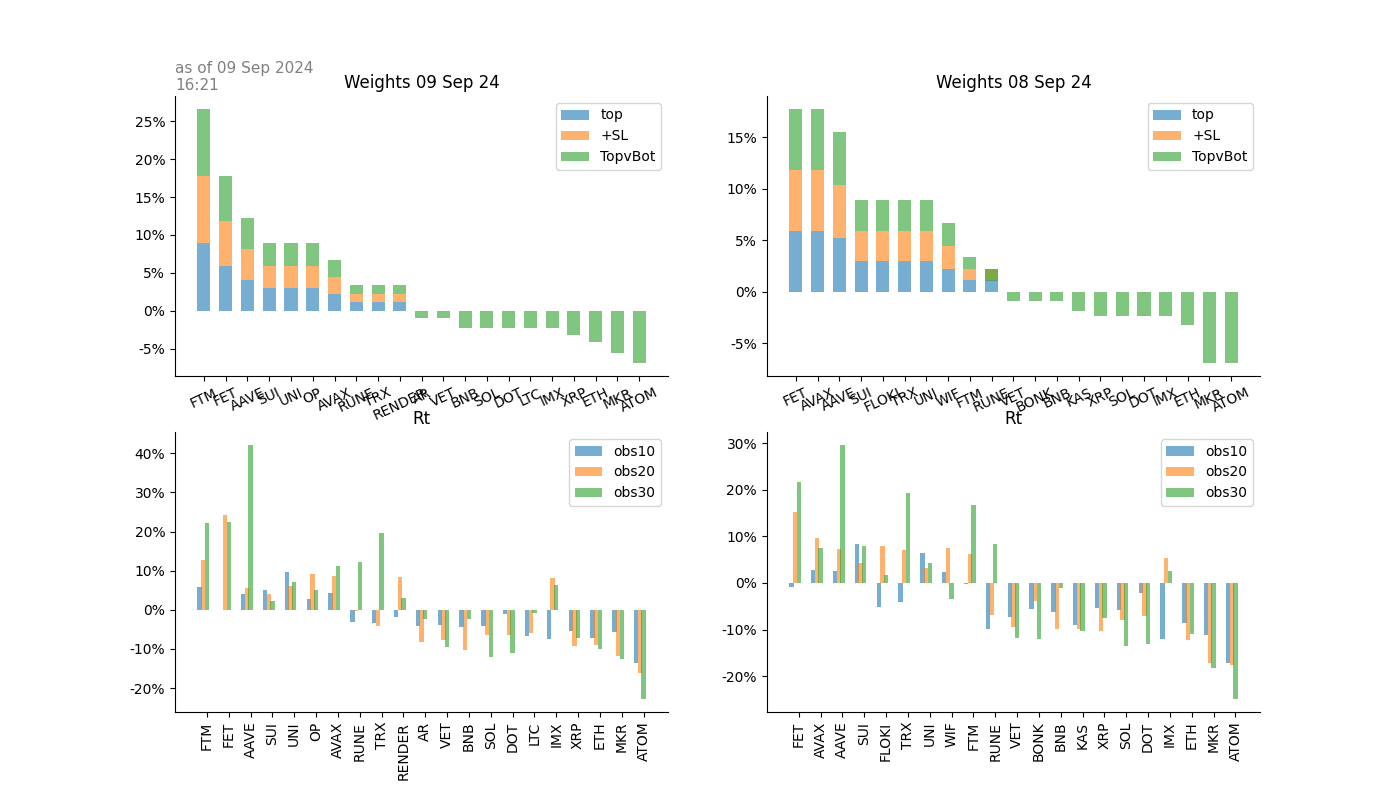 as of 09 Sep 2024
16:21
Weights 09 Sep 24
25%
20%
15%
10%
5%
0%
-5%
top
+SL
TopvBot
FTM FET AAVE SUI UNI OP AVAX RUNE TRX RENDER AR VET BNB SOL DOT LTC IMX XRP ETH MKR ATOM
Weights 08 Sep 24
15%
10%
5%
0%
-5%
top
+SL
TopvBot
FET AVAX AAVE SUI FLOKI TRX UNI WIF FTM RUNE VET BONK BNB KAS XRP SOL DOT IMX ETH MKR ATOM
Rt
40%
30%
20%
10%
0%
-10%
-20%
obs10
obs20
obs30
FTM FET AAVE SUI UNI OP AVAX RUNE TRX RENDER AR VET BNB SOL DOT LTC IMX XRP ETH MKR ATOM
Rt
30%
20%
10%
0%
-10%
-20%
obs10
obs20
obs30
FET AVAX AAVE SUI FLOKI TRX UNI WIF FTM RUNE VET BONK BNB KAS XRP SOL DOT IMX ETH MKR ATOM